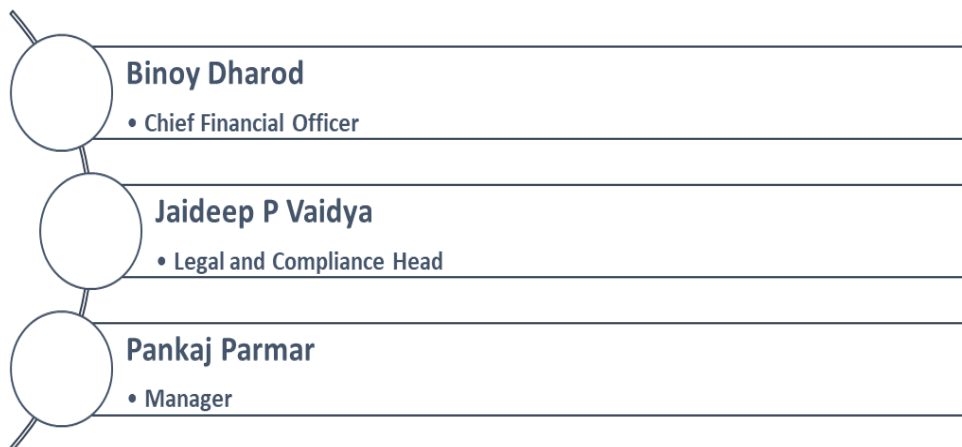 Binoy Dharod
• Chief Financial Officer
Jaideep P Vaidya
• Legal and Compliance Head
Pankaj Parmar
• Manager